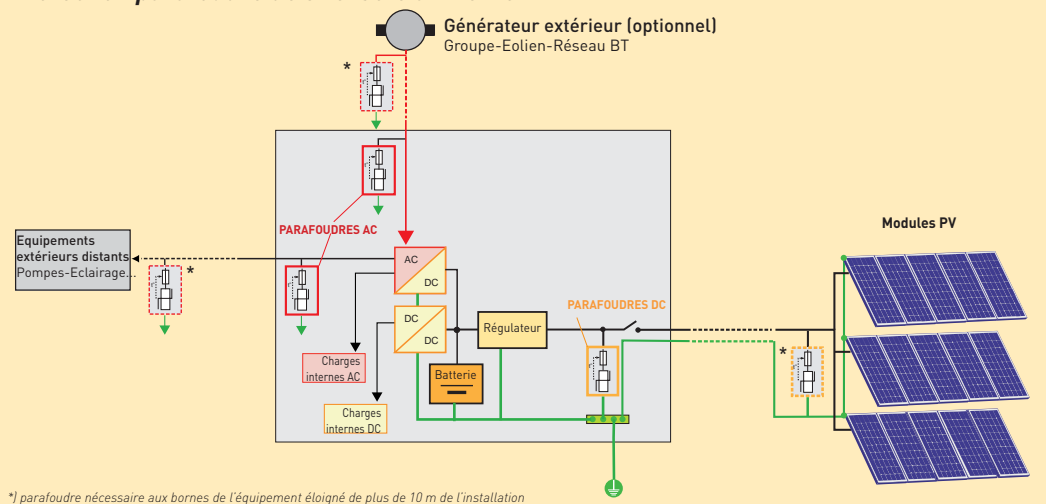 Générateur extérieur (optionnel)
Groupe-Eolien-Réseau BT
*
PARAFOUDRES AC
Equipements
extérieurs distants
Pompes-Eclairage...
*
AC
DC
DC
DC
Régulateur
Batterie
Charges
internes AC
Charges
internes DC
PARAFOUDRES DC
Modules PV
*
*) parafoudre nécessaire aux bornes de l'équipement éloigné de plus de 10 m de l'installation